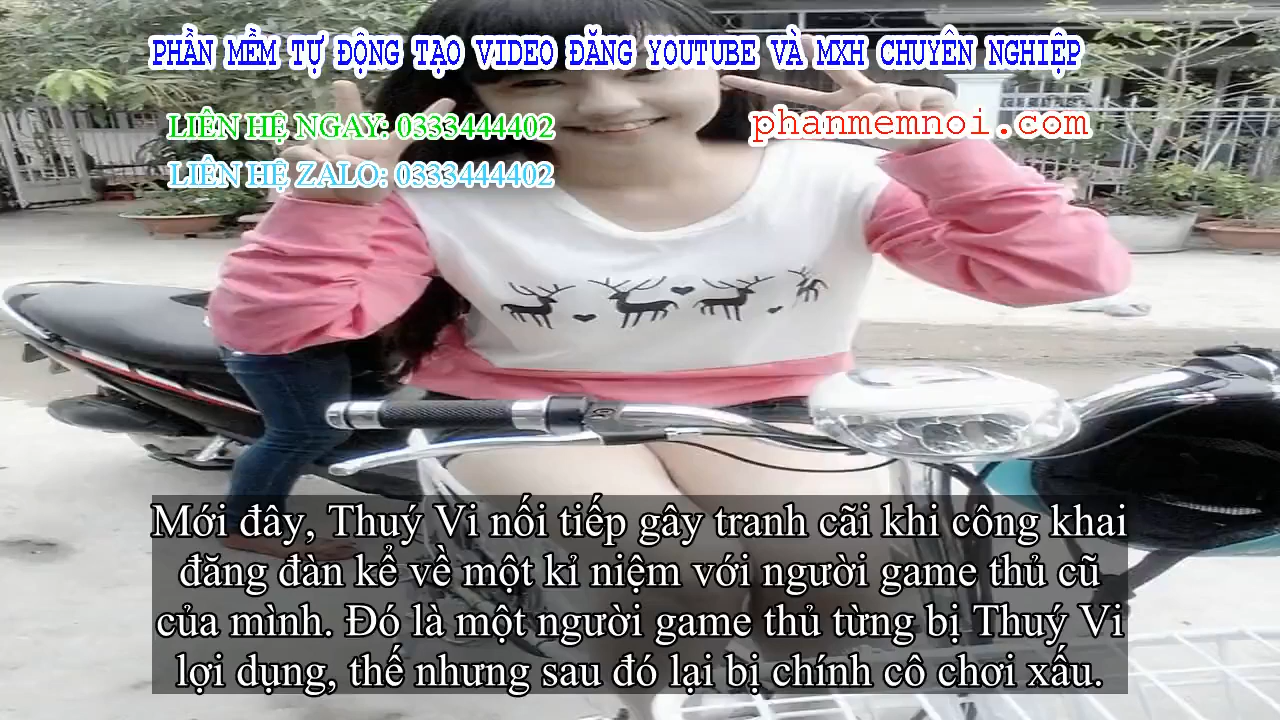 PHẦN MỀM TỰ ĐỘNG TẠO VIDEO ĐĂNG YOUTUBE VÀ MXH CHUYÊN NGHIỆP
LIÊN HỆ NGAY: 0333444402
phanmemnoi.com
LIÊN HỆ ZALO: 0333444402
Mới đây, Thuý Vi nối tiếp gây tranh cãi khi công khai
đăng đàn kể về một kỉ niệm với người game thủ cũ
của mình. Đó là một người game thủ từng bị Thuý Vi
lợi dụng, thế nhưng sau đó lại bị chính cô chơi xấu.